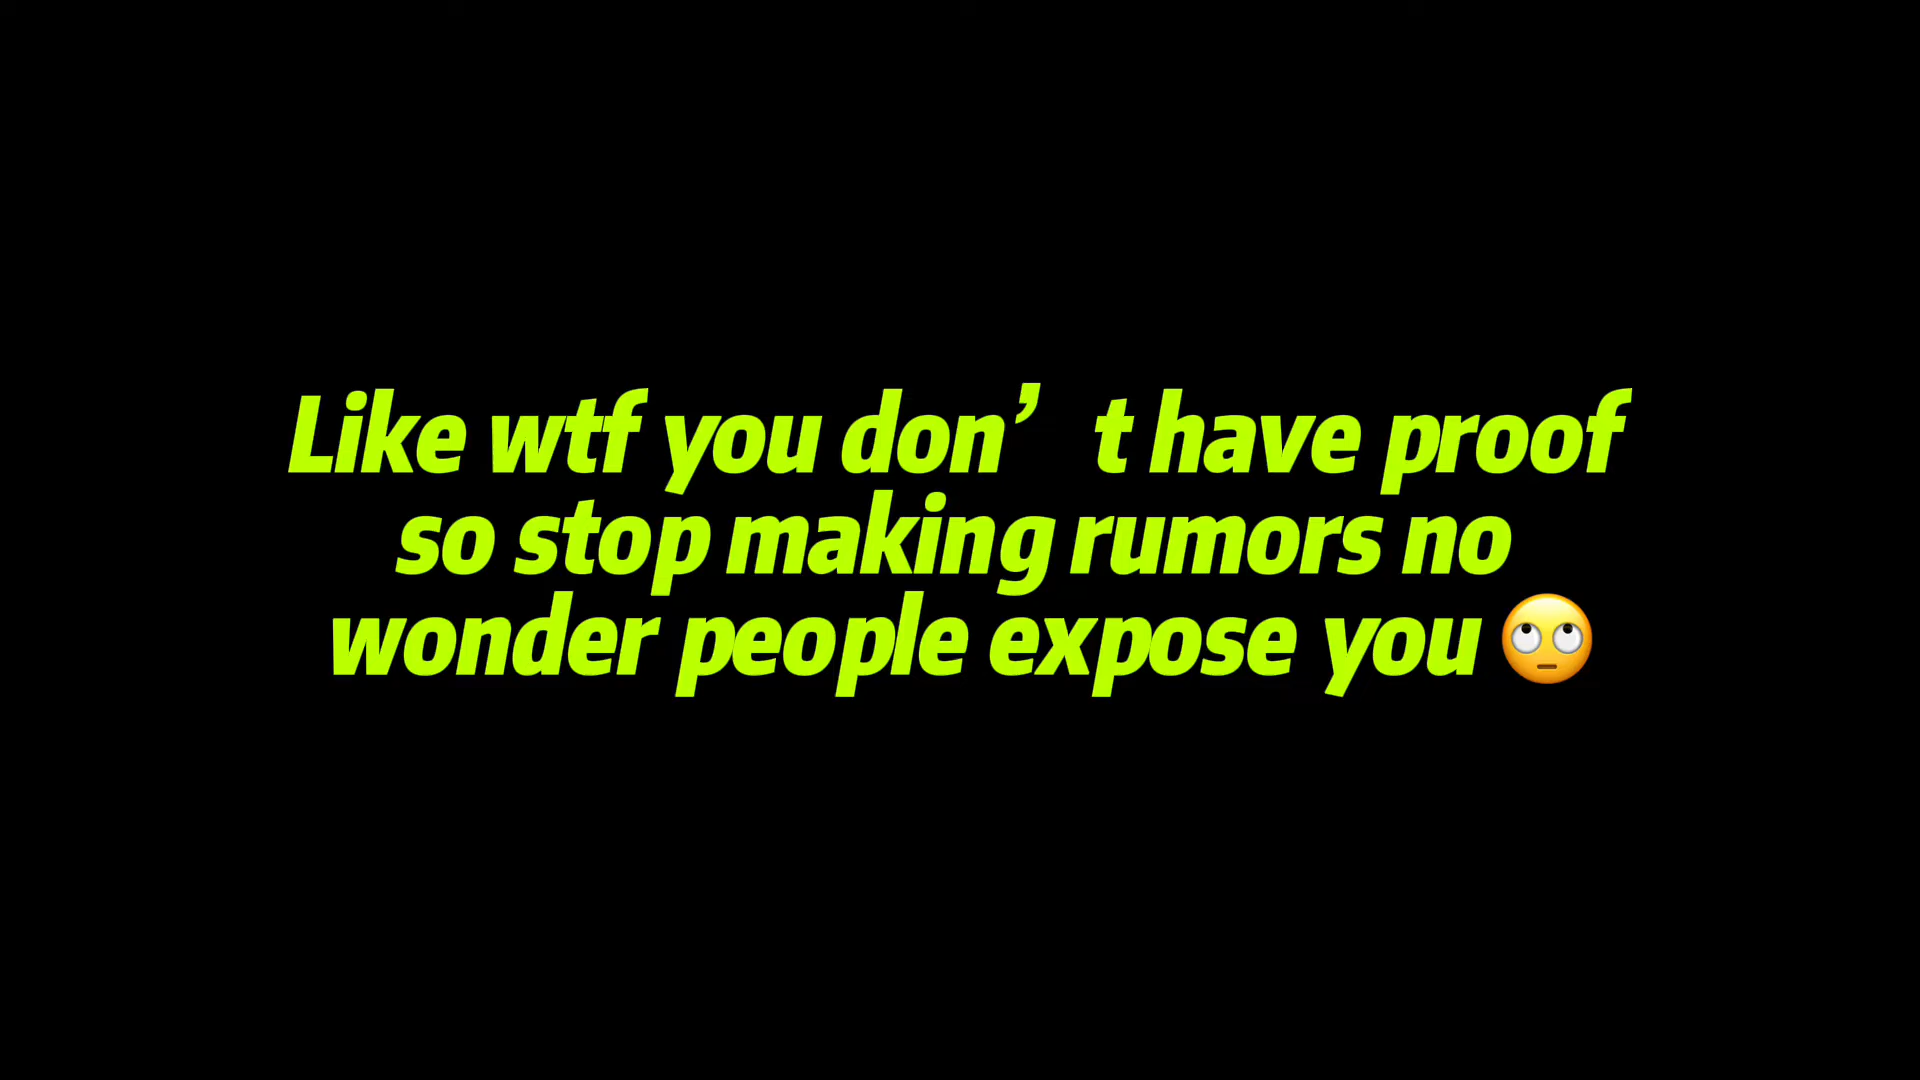 Like wtf you don’t have proof
so stop making rumors no
wonder people expose you 🙄